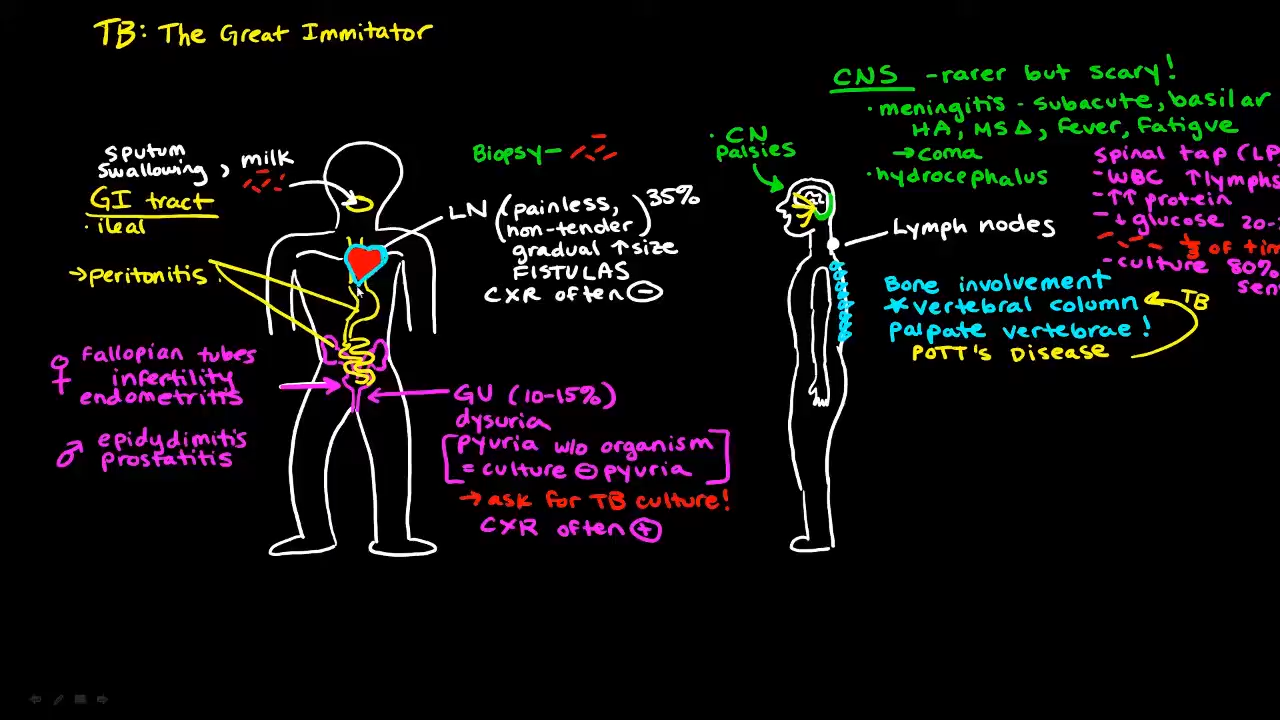 TB: The Great Immitator
CNS - rarer but scary!
· meningitis - subacute, basilar
HA, MS Δ, Fever, Fatigue
→ coma
· hydrocephalus
· CN
Palsies
spinal tap (LP
- WBC ↑lymphs
- ↑↑ protein
- ↓ glucose 20-
1/3 of tim
- culture 80%
sens
sputum
swallowing, milk
GI tract
· ileal
→ peritonitis
Biopsy -
LN (painless, non-tender) 35%
gradual ↑ size
FISTULAS
CXR often ⊖
Lymph nodes
Bone involvement
* vertebral column
palpate vertebrae!
POTT's Disease
TB
♀ Fallopian tubes
infertility
endometritis
♂ epidydimitis
prostatitis
GU (10-15%)
dysuria
[pyuria w/o organism
= culture ⊖ pyuria]
→ ask for TB culture!
CXR often ⊕